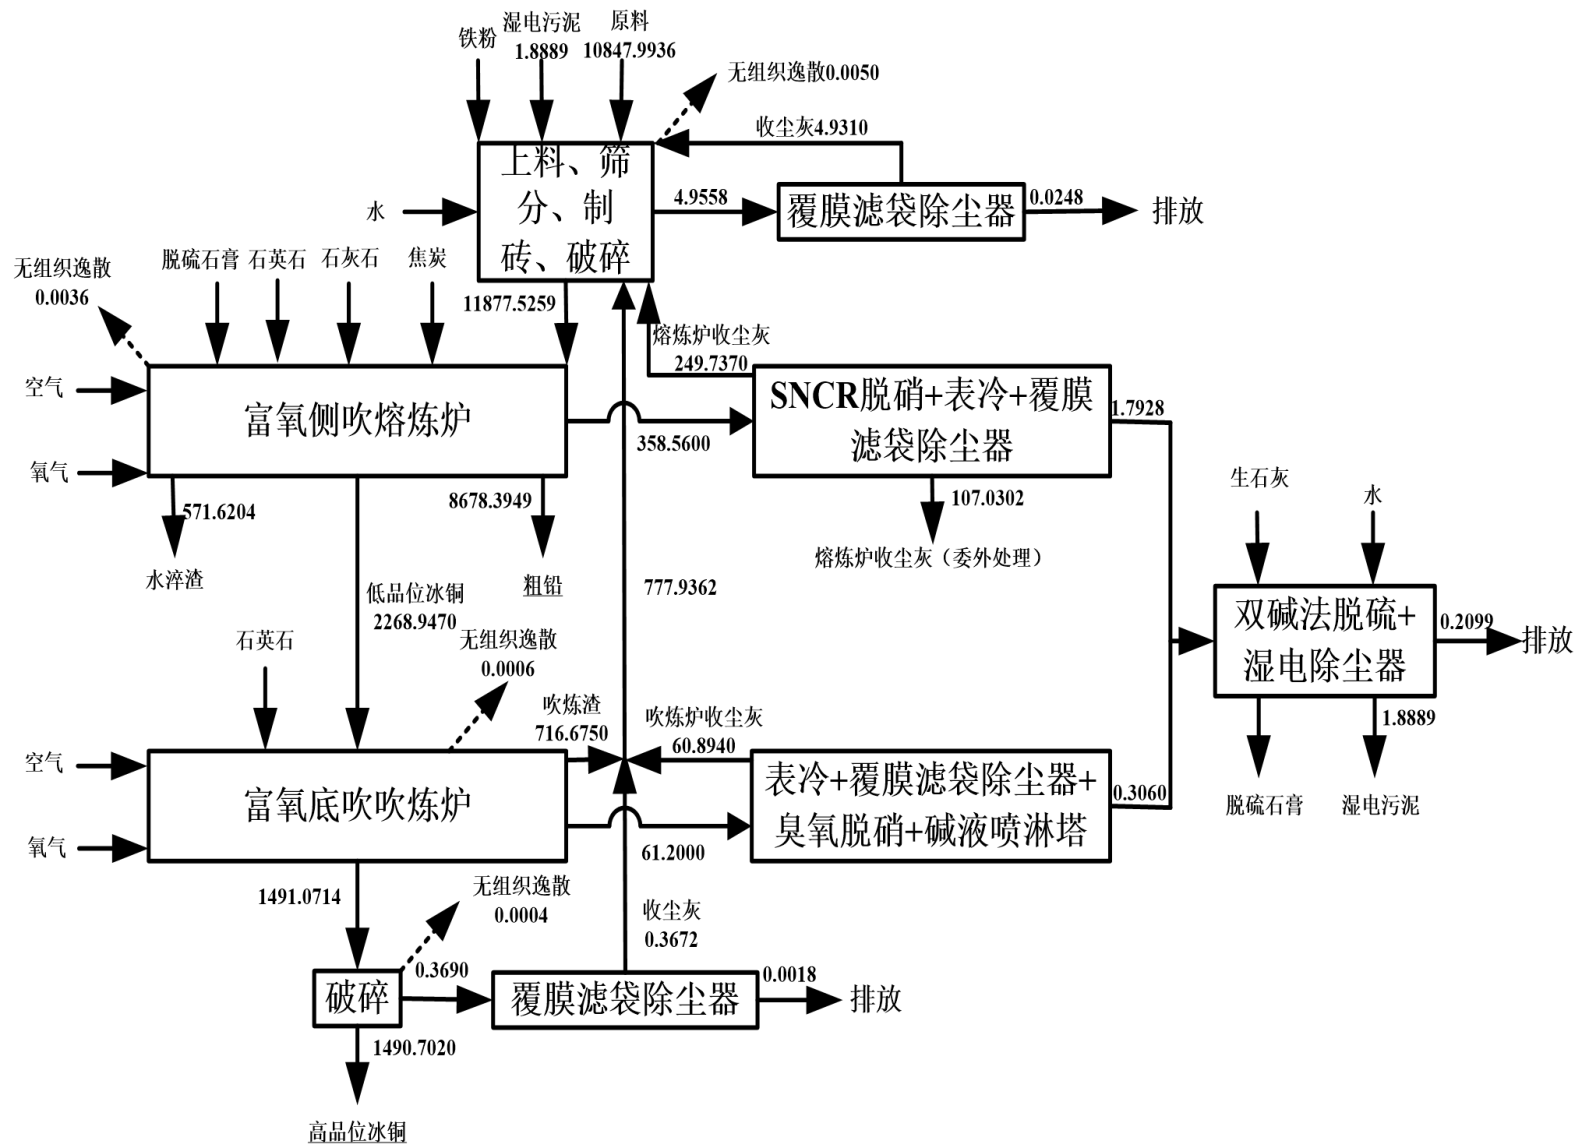 湿电污泥
原料
铁粉
1.8889
10847.9936
无组织逸散0.0050
收尘灰4.9310
上料、筛
分、制
砖、破碎
水
4.9558
覆膜滤袋除尘器
0.0248
排放
无组织逸散
0.0036
脱硫石膏
石英石
石灰石
焦炭
11877.5259
熔炼炉收尘灰
249.7370
空气
富氧侧吹熔炼炉
氧气
358.5600
SNCR脱硝+表冷+覆膜
滤袋除尘器
1.7928
571.6204
水淬渣
8678.3949
粗铅
107.0302
熔炼炉收尘灰（委外处理）
生石灰
水
低品位冰铜
2268.9470
777.9362
双碱法脱硫+
湿电除尘器
0.2099
排放
石英石
无组织逸散
0.0006
吹炼渣
716.6750
吹炼炉收尘灰
60.8940
1.8889
脱硫石膏
湿电污泥
空气
富氧底吹吹炼炉
氧气
61.2000
表冷+覆膜滤袋除尘器+
臭氧脱硝+碱液喷淋塔
0.3060
1491.0714
无组织逸散
0.0004
收尘灰
0.3672
破碎
0.3690
覆膜滤袋除尘器
0.0018
排放
1490.7020
高品位冰铜